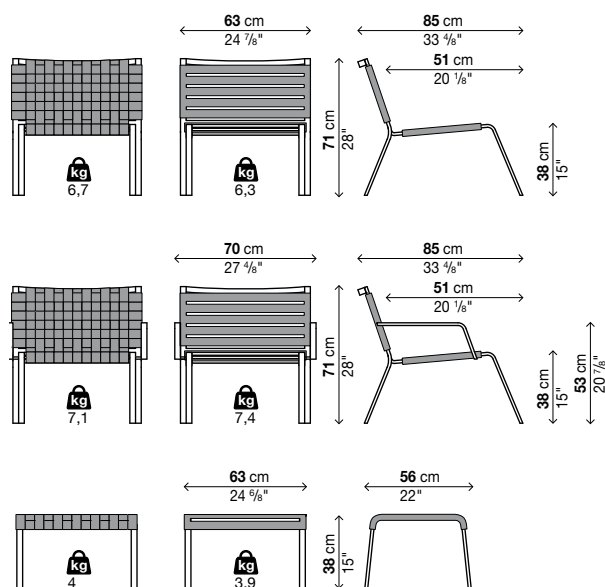 63 cm
24 ⅞"
85 cm
33 ⅘"
51 cm
20 ⅛"
71 cm
28"
38 cm
15"
kg
6,7
kg
6,3
70 cm
27 ⅘"
85 cm
33 ⅘"
51 cm
20 ⅛"
71 cm
28"
38 cm
15"
53 cm
20 ⅞"
kg
7,1
kg
7,4
63 cm
24 6/8"
56 cm
22"
38 cm
15"
kg
4
kg
3,9